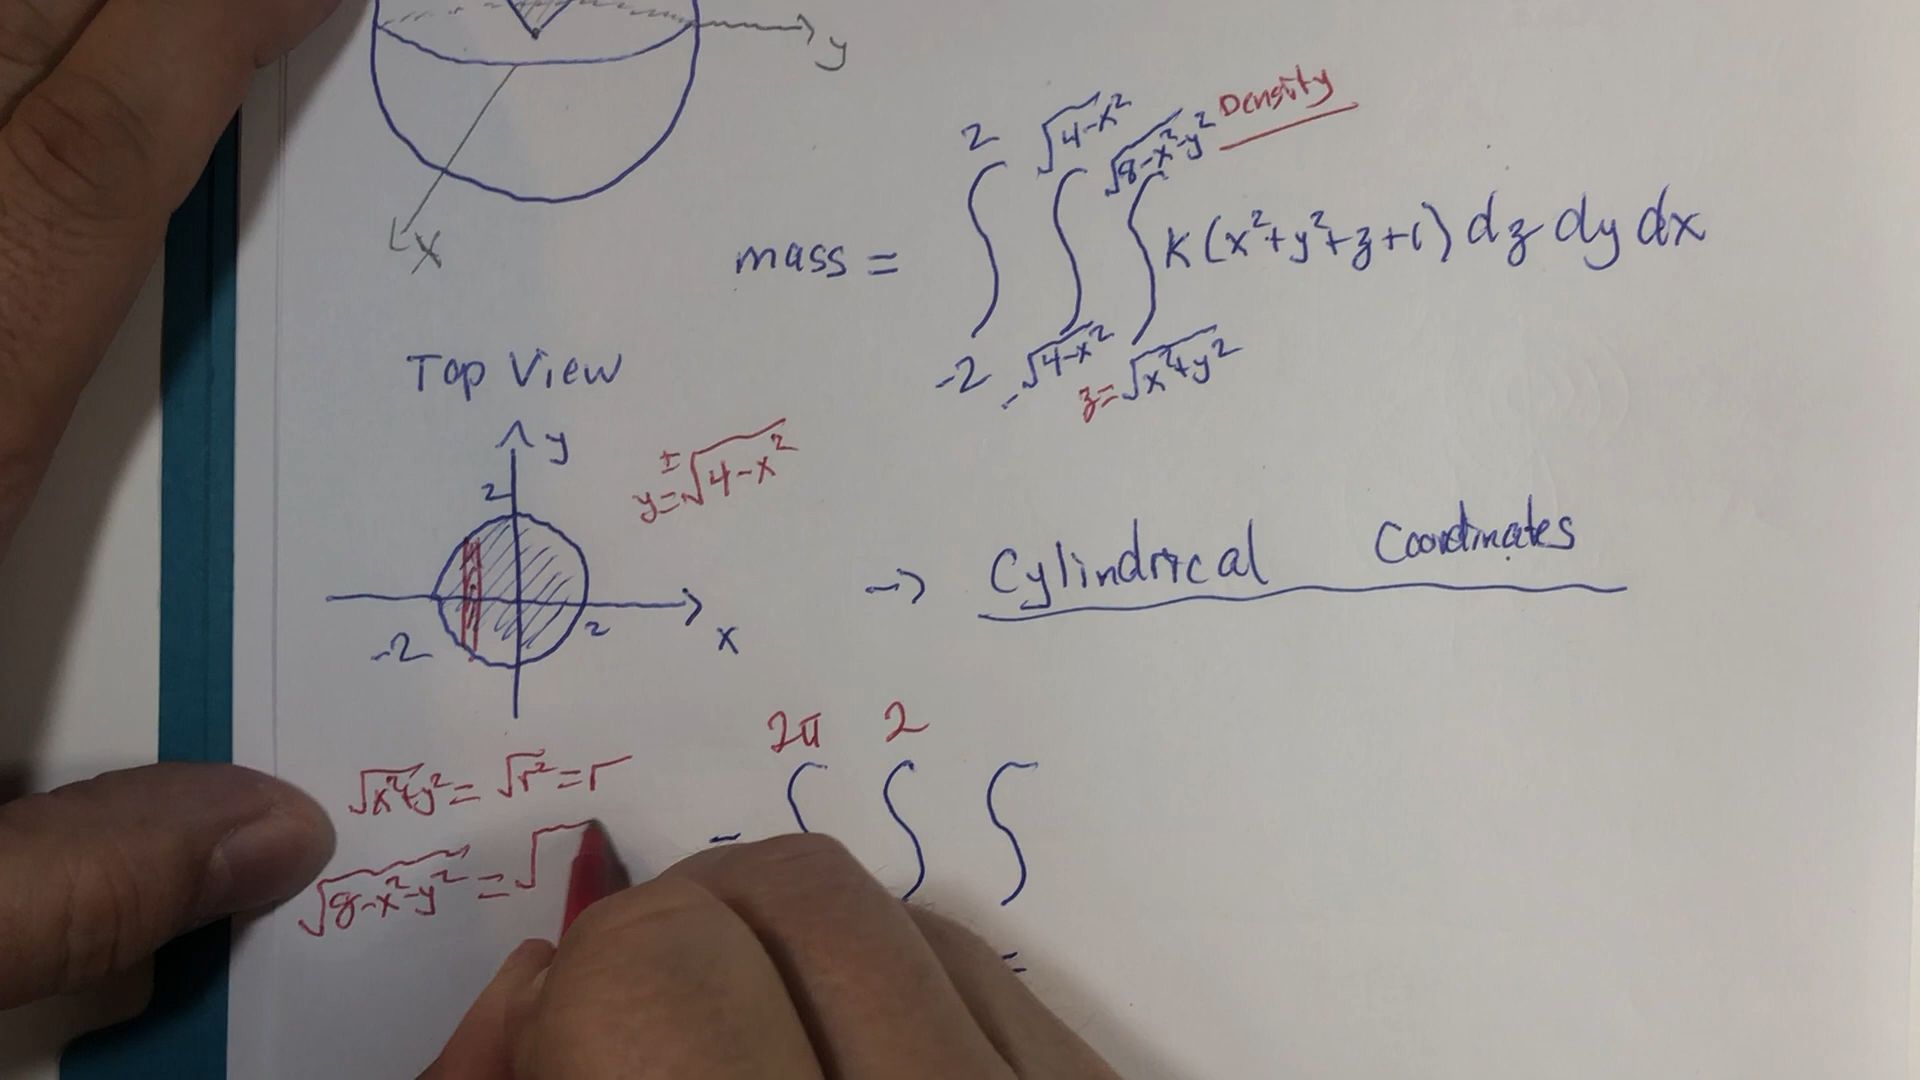 y
x
Density
mass = ∫_{-2}^{2} ∫_{-√(4-x²)}^{√(4-x²)} ∫_{z=√(x²+y²)}^{√(8-x²-y²)} K(x²+y²+z+1) dz dy dx
Top View
y
2
y=±√(4-x²)
-2 2 x
→ Cylindrical Coordinates
√(x²+y²) = √(r²) = r
2π 2
∫ ∫ ∫
√(8-x²-y²) = √
=